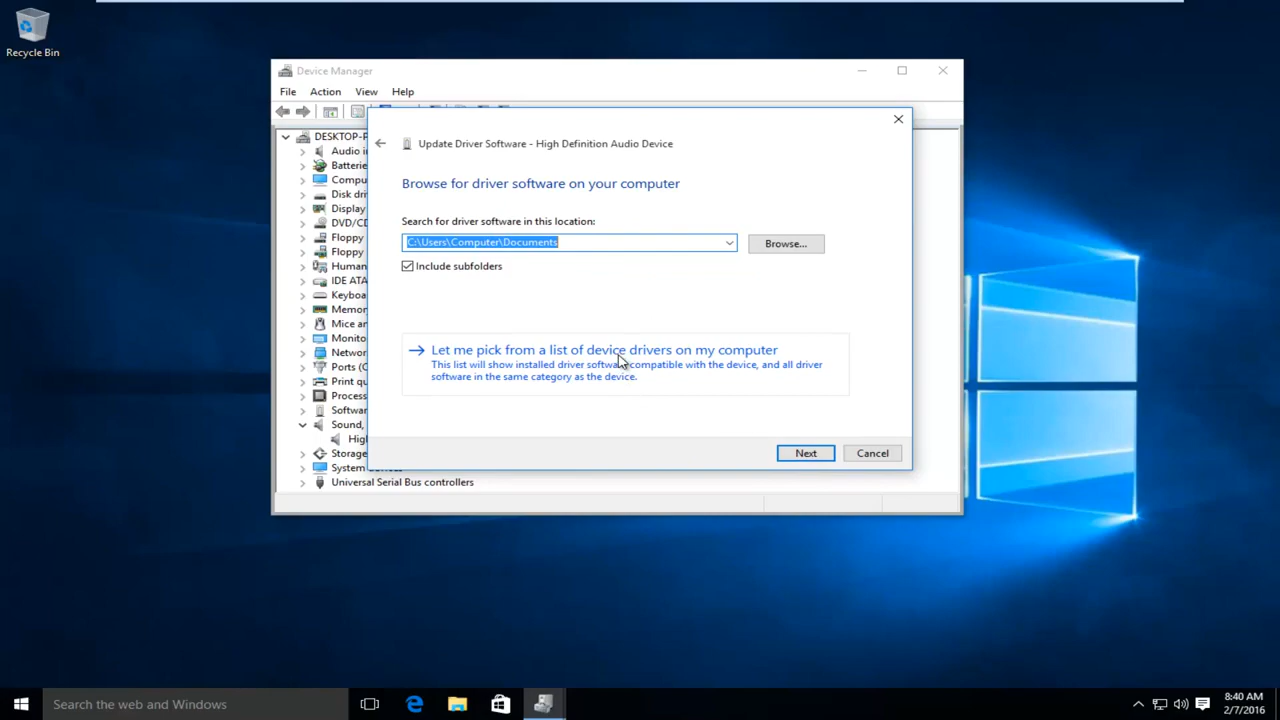 Recycle Bin
Device Manager
File Action View Help
DESKTOP-
Audio i
Batterie
Compu
Disk dri
Display
DVD/CD
Floppy
Floppy
Human
IDE ATA
Keyboa
Memor
Mice an
Monito
Networ
Ports (
Print qu
Process
Softwar
Sound,
High
Storage
System
Universal Serial Bus controllers
Update Driver Software - High Definition Audio Device
Browse for driver software on your computer
Search for driver software in this location:
C:\Users\Computer\Documents
Browse...
Include subfolders
Let me pick from a list of device drivers on my computer
This list will show installed driver software compatible with the device, and all driver
software in the same category as the device.
Next Cancel
Search the web and Windows
8:40 AM
2/7/2016